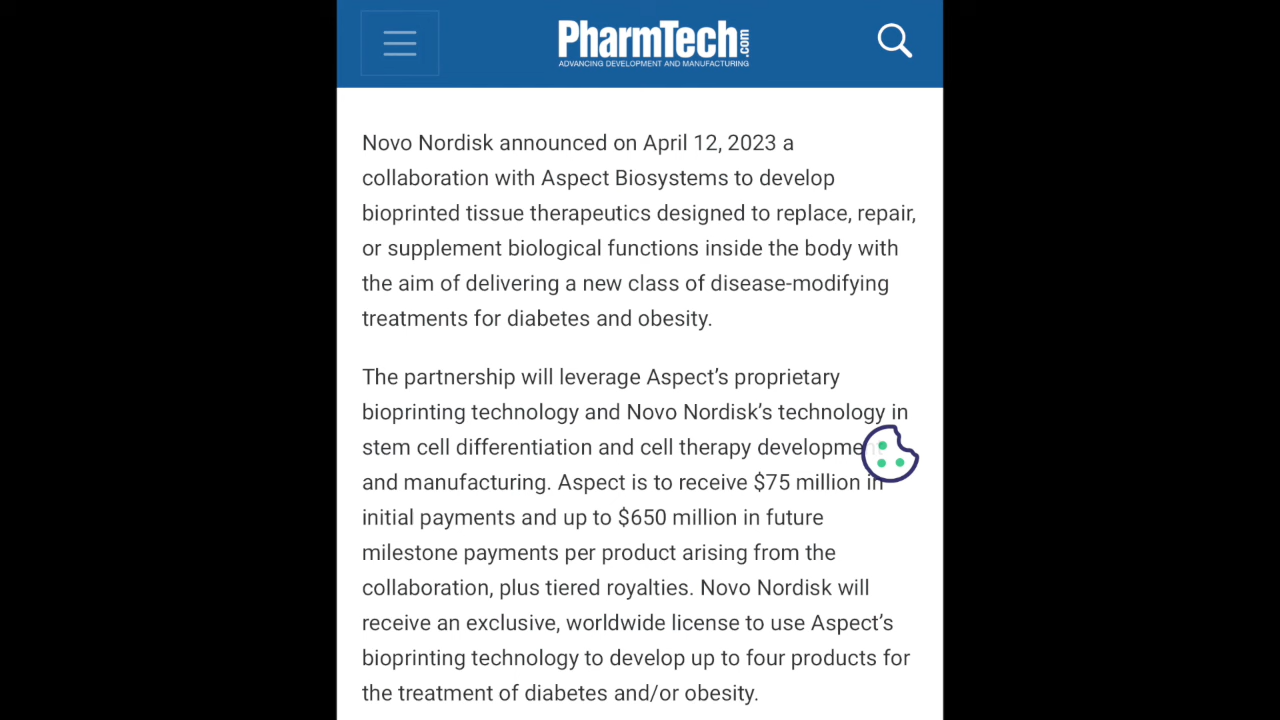 PharmTech.com
ADVANCING DEVELOPMENT AND MANUFACTURING
Novo Nordisk announced on April 12, 2023 a
collaboration with Aspect Biosystems to develop
bioprinted tissue therapeutics designed to replace, repair,
or supplement biological functions inside the body with
the aim of delivering a new class of disease-modifying
treatments for diabetes and obesity.
The partnership will leverage Aspect’s proprietary
bioprinting technology and Novo Nordisk’s technology in
stem cell differentiation and cell therapy development
and manufacturing. Aspect is to receive $75 million in
initial payments and up to $650 million in future
milestone payments per product arising from the
collaboration, plus tiered royalties. Novo Nordisk will
receive an exclusive, worldwide license to use Aspect’s
bioprinting technology to develop up to four products for
the treatment of diabetes and/or obesity.